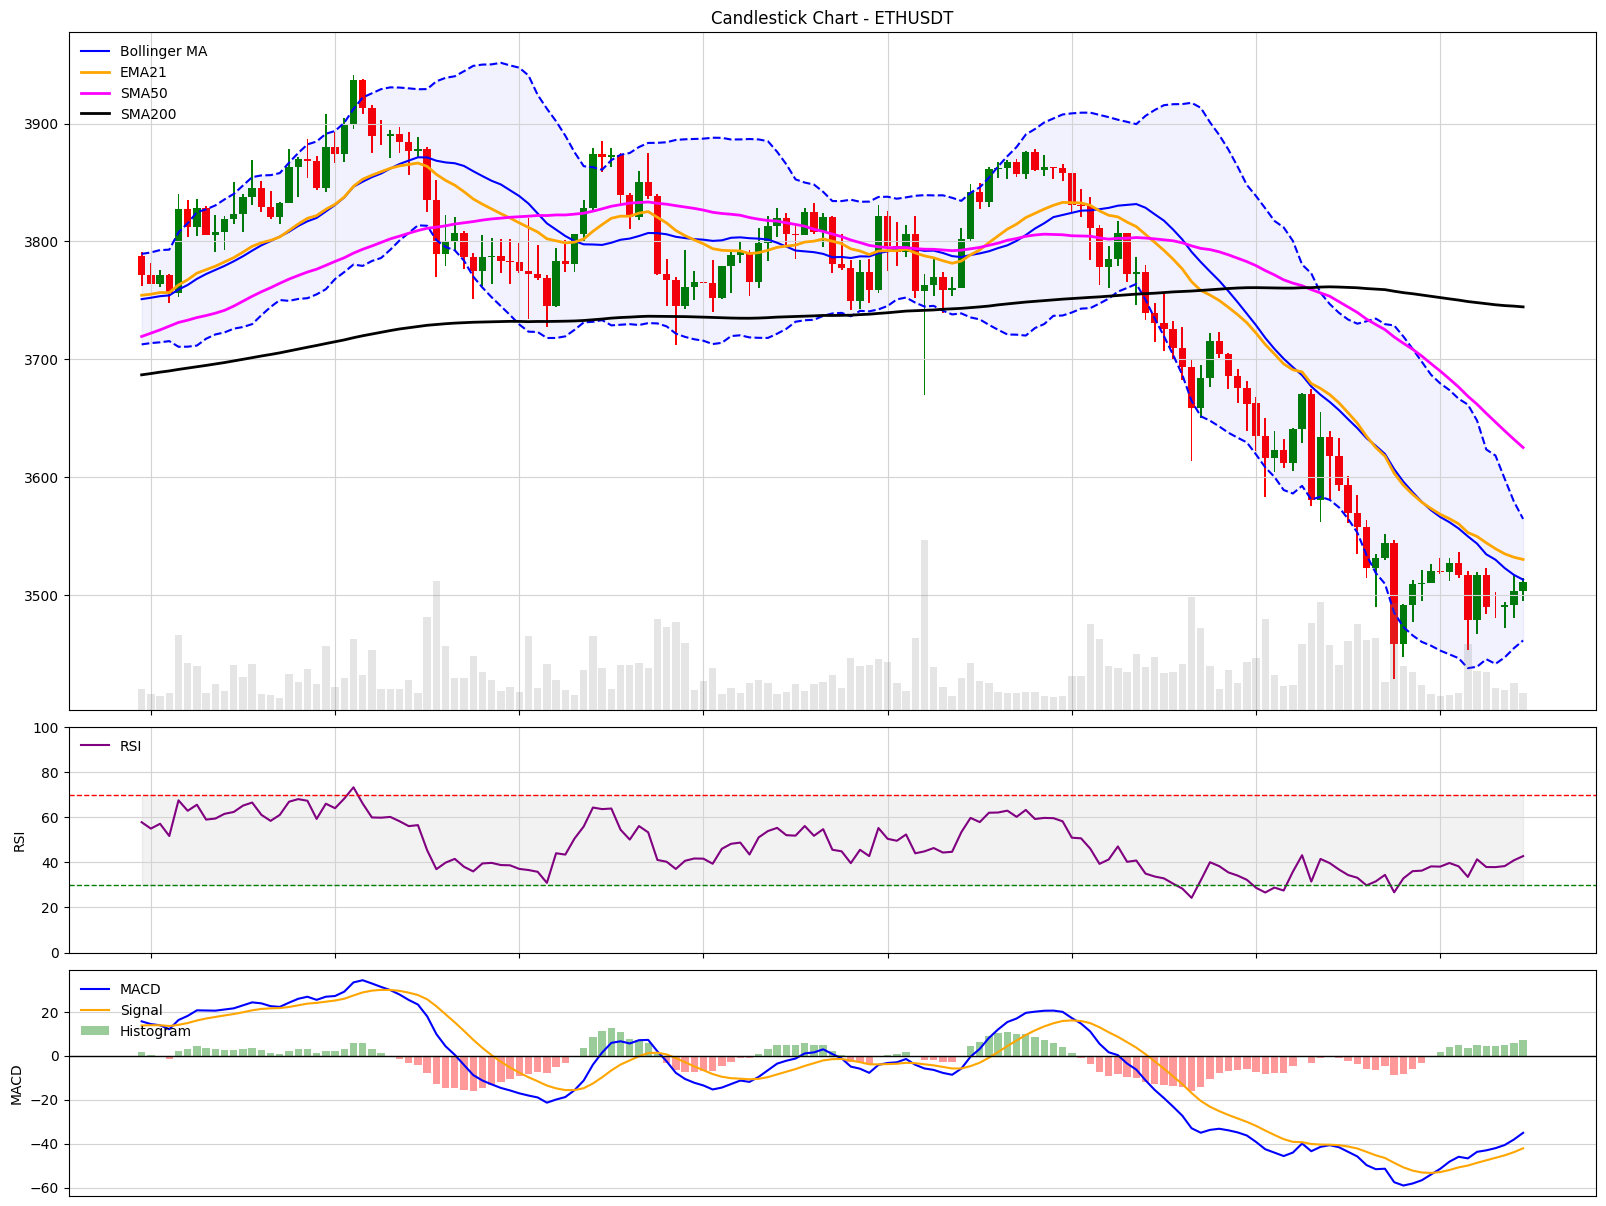 Candlestick Chart - ETHUSDT
Bollinger MA
EMA21
SMA50
SMA200
3900
3800
3700
3600
3500
100
80
60
40
20
0
RSI
RSI
20
0
−20
−40
−60
MACD
MACD
Signal
Histogram